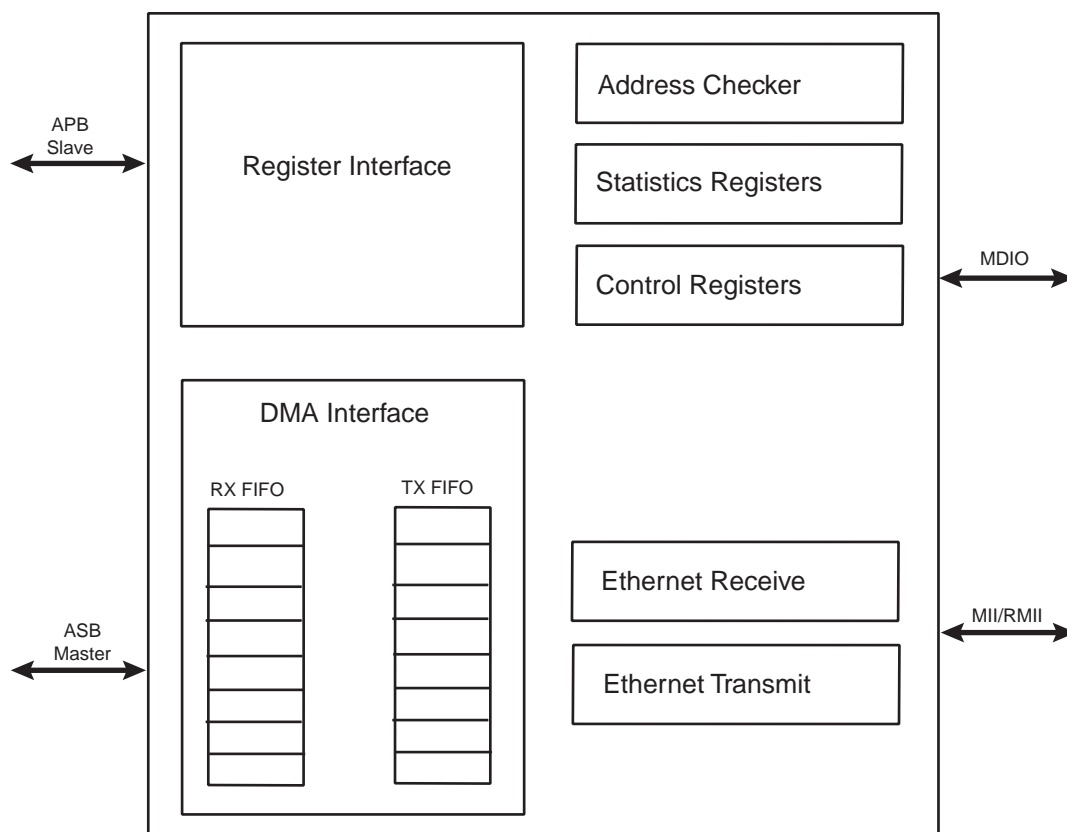 APB
Slave
Register Interface
Address Checker
Statistics Registers
Control Registers
MDIO
DMA Interface
RX FIFO
TX FIFO
ASB
Master
Ethernet Receive
Ethernet Transmit
MII/RMII